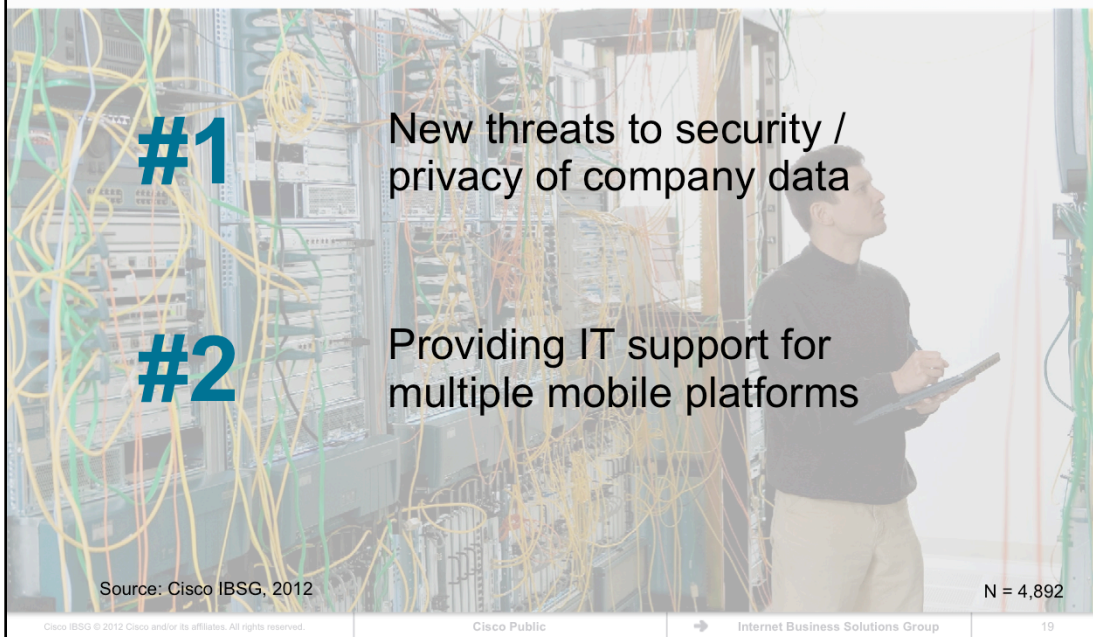 #1
New threats to security /
privacy of company data
#2
Providing IT support for
multiple mobile platforms
Source: Cisco IBSG, 2012
N = 4,892
Cisco IBSG © 2012 Cisco and/or its affiliates. All rights reserved.
Cisco Public
Internet Business Solutions Group
19